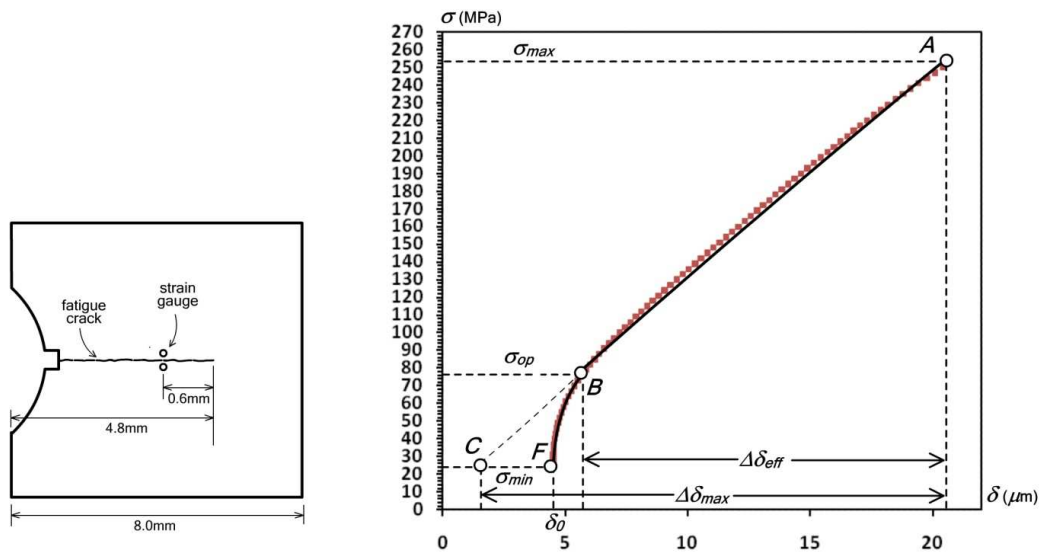 fatigue
crack
strain
gauge
0.6mm
4.8mm
8.0mm
σ (MPa)
270
260
250
240
230
220
210
200
190
180
170
160
150
140
130
120
110
100
90
80
70
60
50
40
30
20
10
0
σmax
A
σop
B
C
F
σmin
Δδeff
Δδmax
δ (μm)
δ0
0
5
10
15
20